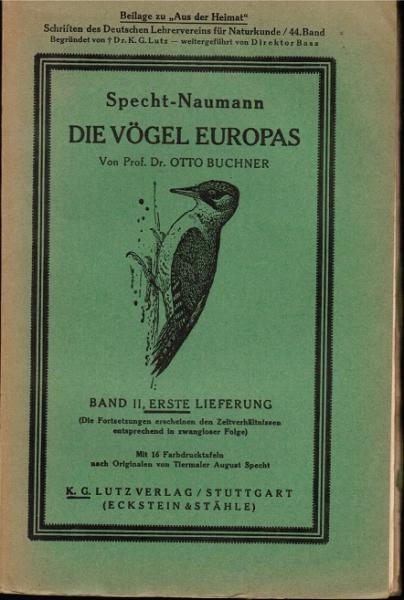 Beilage zu „Aus der Heimat“
Schriften des Deutschen Lehrervereins für Naturkunde / 44. Band
Begründet von † Dr. K. G. Lutz — weitergeführt von Direktor Bass
Specht-Naumann
DIE VÖGEL EUROPAS
Von Prof. Dr. OTTO BUCHNER
BAND II, ERSTE LIEFERUNG
(Die Fortsetzungen erscheinen den Zeitverhältnissen
entsprechend in zwangloser Folge)
Mit 16 Farbdrucktafeln
nach Originalen von Tiermaler August Specht
K. G. LUTZ VERLAG / STUTTGART
(ECKSTEIN & STÄHLE)